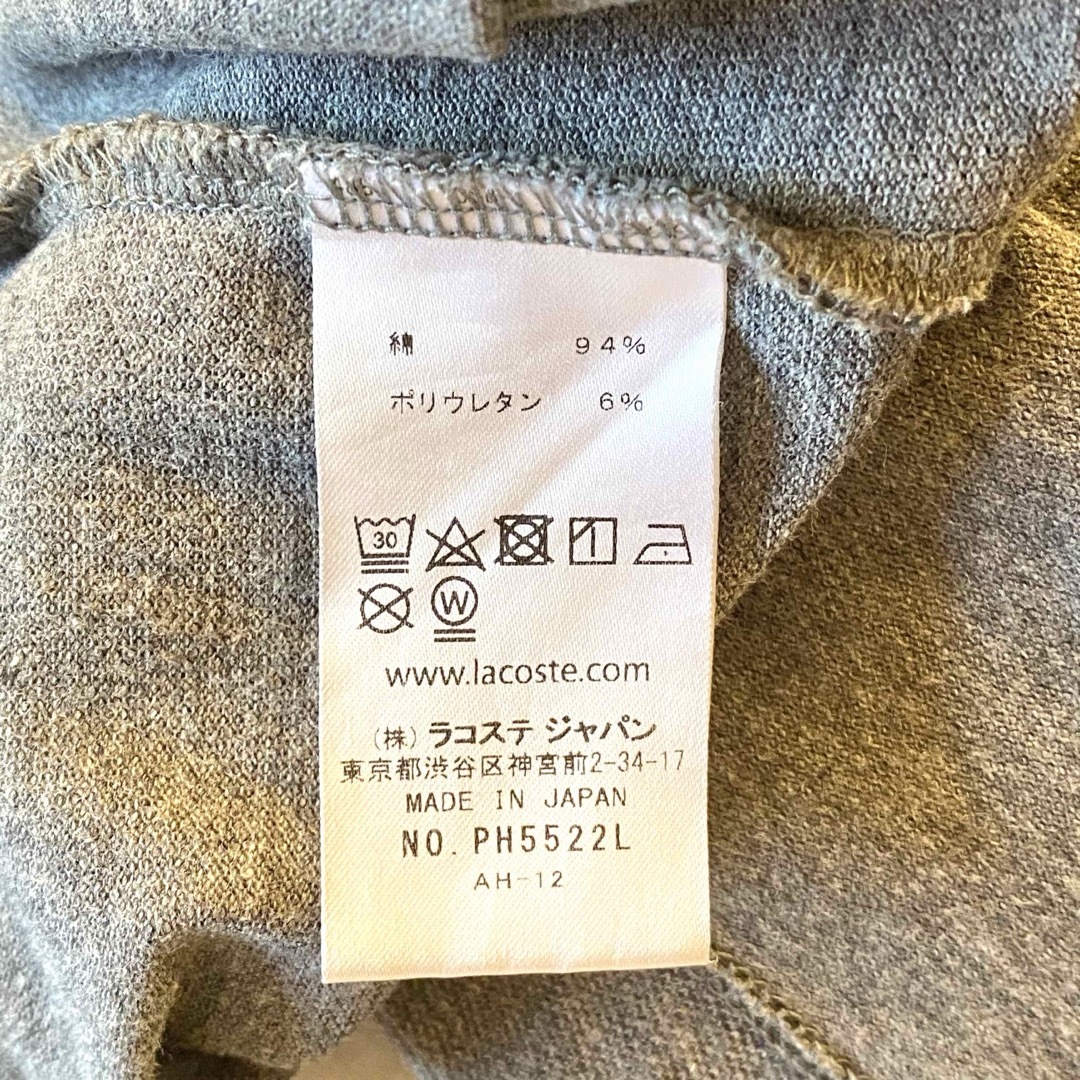 綿 94%
ポリウレタン 6%
30
W
www.lacoste.com
(株) ラコステ ジャパン
東京都渋谷区神宮前2-34-17
MADE IN JAPAN
NO. PH5522L
AH-12